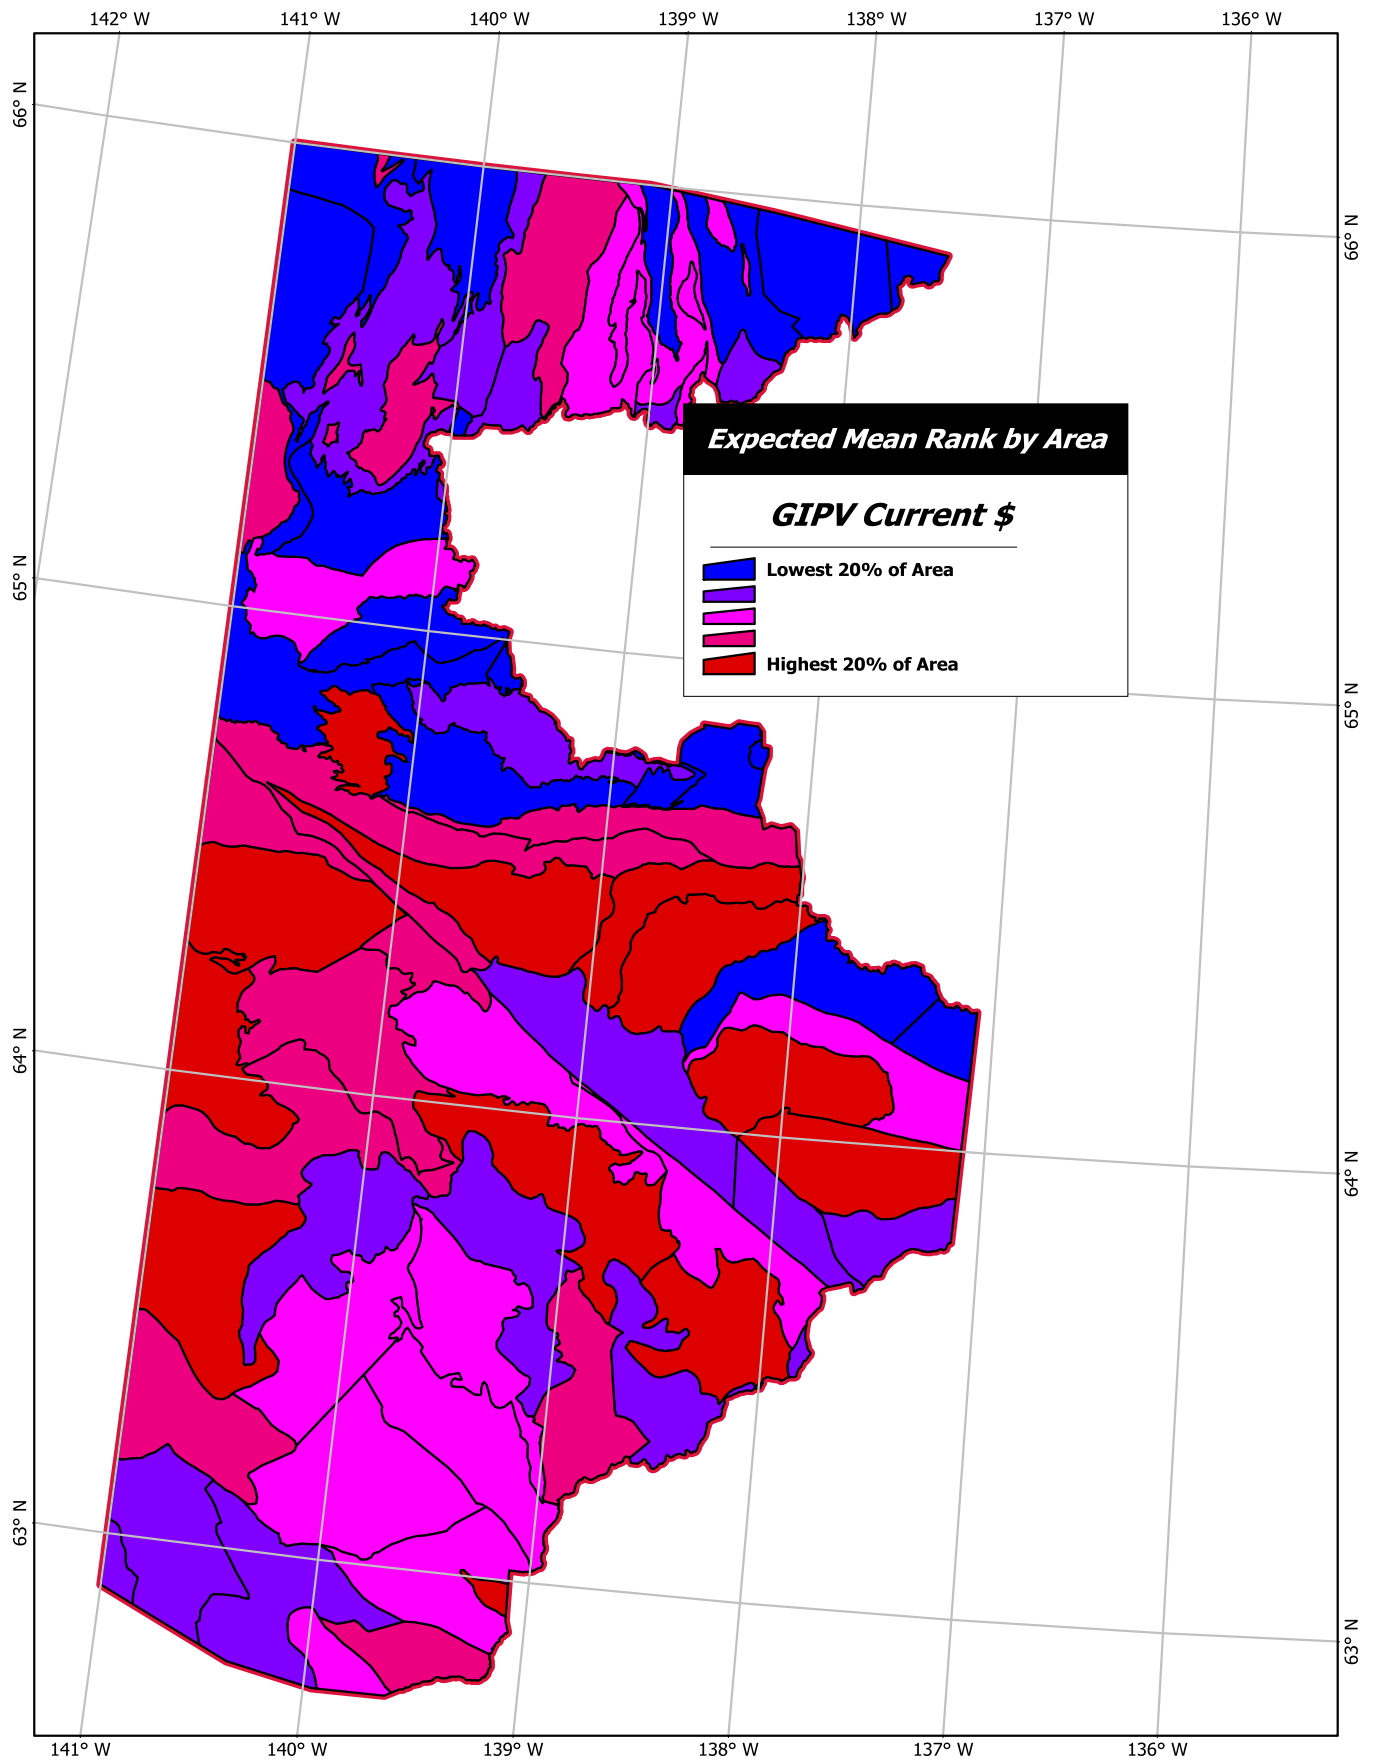 142° W 141° W 140° W 139° W 138° W 137° W 136° W
66° N
66° N
Expected Mean Rank by Area
GIPV Current $
Lowest 20% of Area
Highest 20% of Area
65° N
65° N
64° N
64° N
63° N
63° N
141° W 140° W 139° W 138° W 137° W 136° W